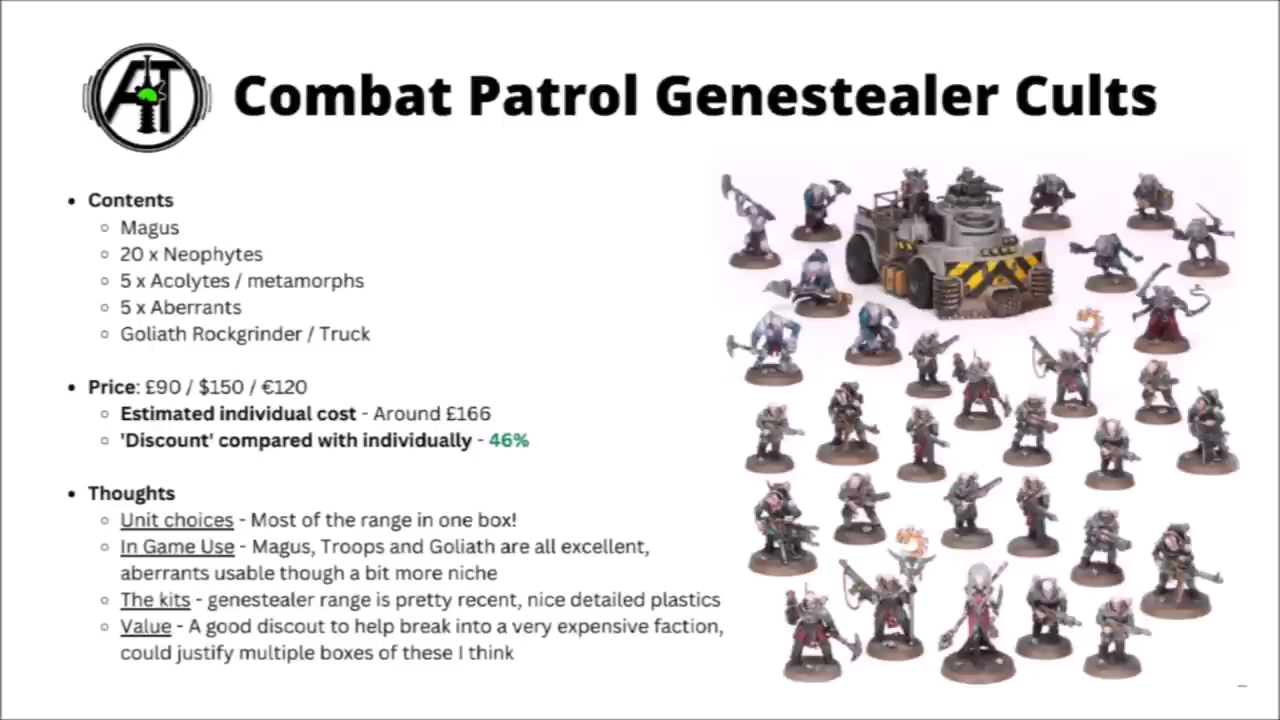 AT
Combat Patrol Genestealer Cults
Contents
Magus
20 x Neophytes
5 x Acolytes / metamorphs
5 x Aberrants
Goliath Rockgrinder / Truck
Price: £90 / $150 / €120
Estimated individual cost - Around £166
'Discount' compared with individually - 46%
Thoughts
Unit choices - Most of the range in one box!
In Game Use - Magus, Troops and Goliath are all excellent,
aberrants usable though a bit more niche
The kits - genestealer range is pretty recent, nice detailed plastics
Value - A good discout to help break into a very expensive faction,
could justify multiple boxes of these I think